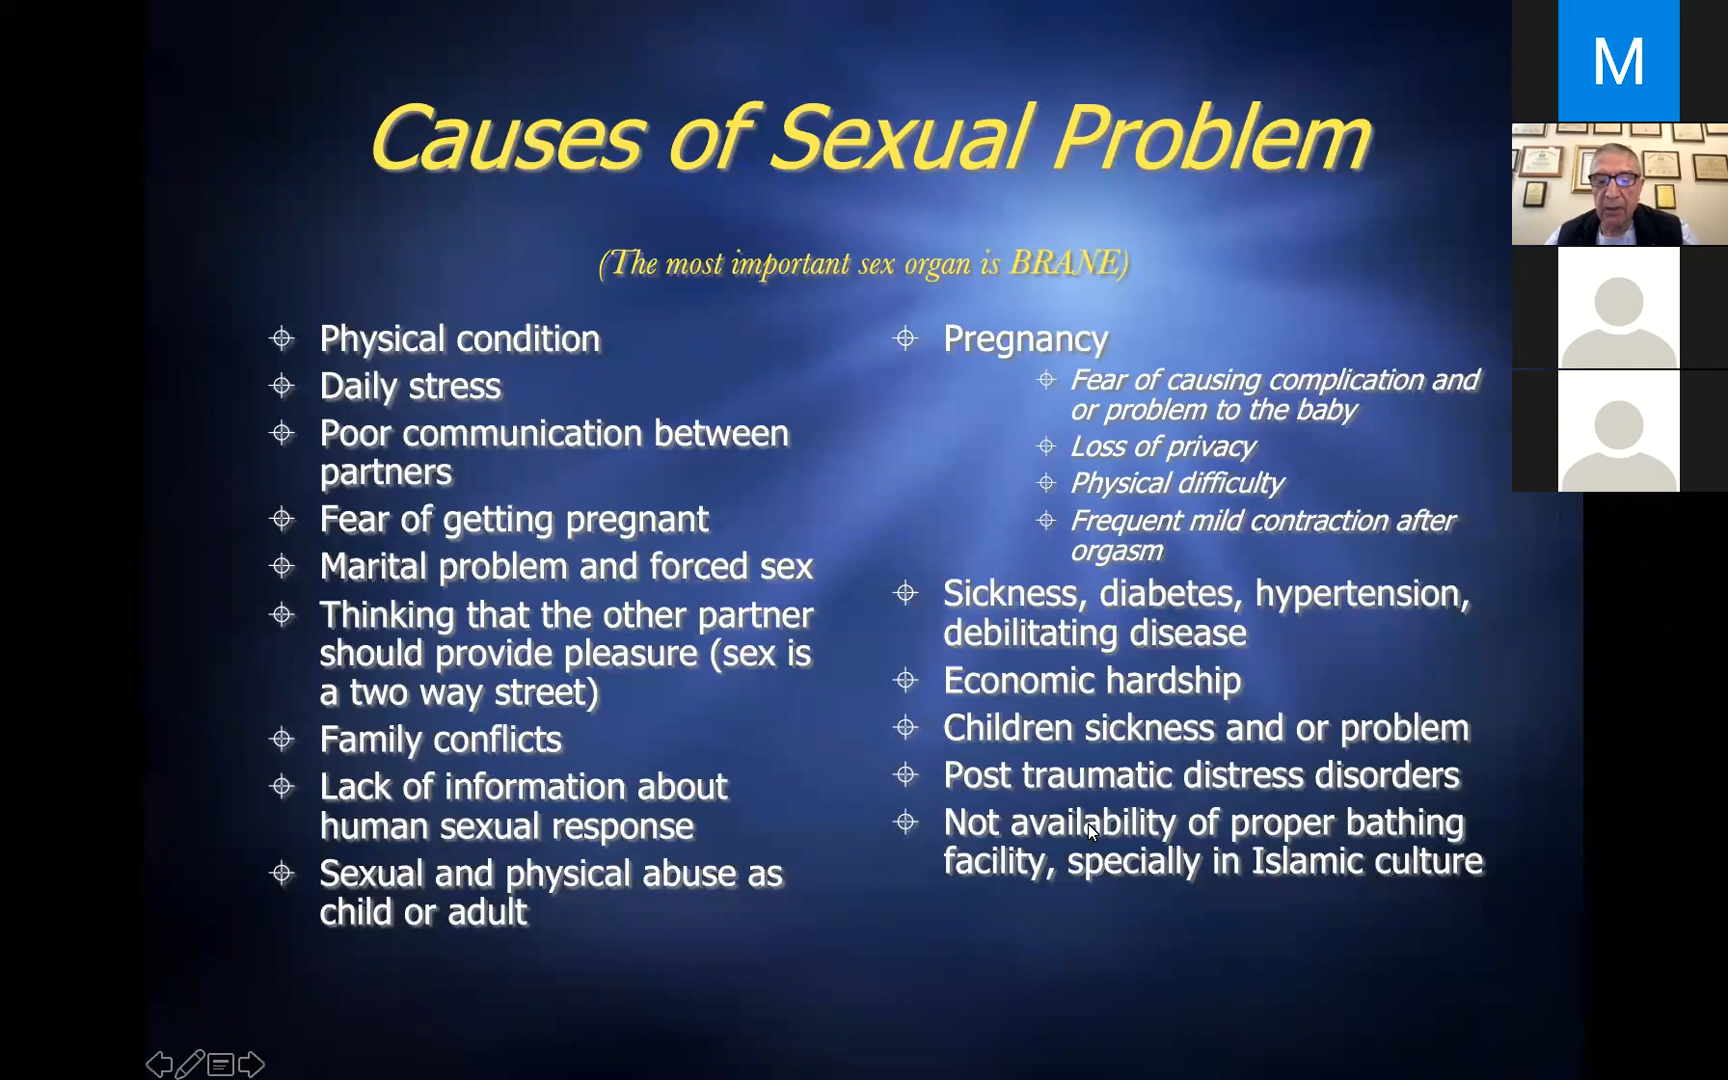 Causes of Sexual Problem
(The most important sex organ is BRANE)
Physical condition
Daily stress
Poor communication between
partners
Fear of getting pregnant
Marital problem and forced sex
Thinking that the other partner
should provide pleasure (sex is
a two way street)
Family conflicts
Lack of information about
human sexual response
Sexual and physical abuse as
child or adult
Pregnancy
Fear of causing complication and
or problem to the baby
Loss of privacy
Physical difficulty
Frequent mild contraction after
orgasm
Sickness, diabetes, hypertension,
debilitating disease
Economic hardship
Children sickness and or problem
Post traumatic distress disorders
Not availability of proper bathing
facility, specially in Islamic culture
M